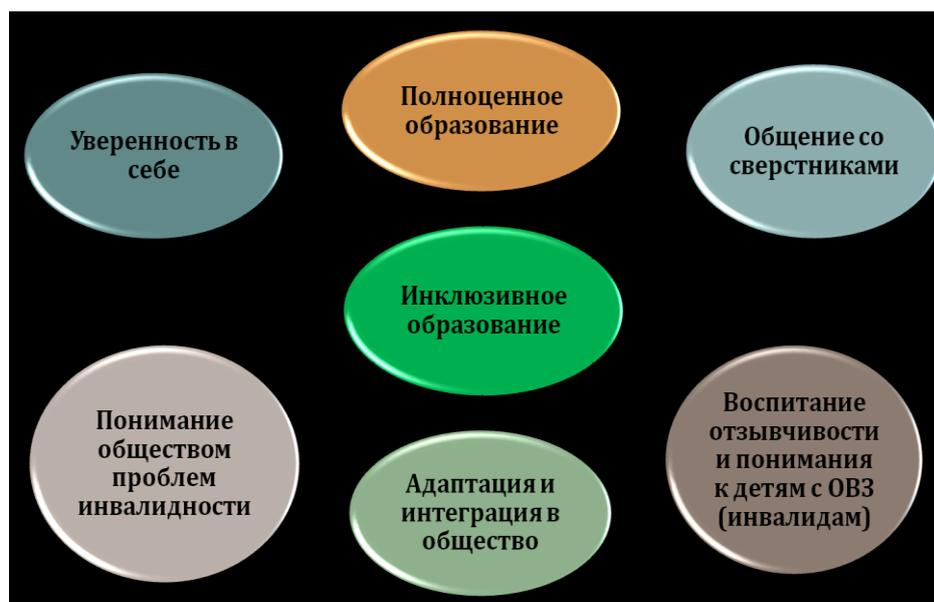 Уверенность в
себе
Полноценное
образование
Общение со
сверстниками
Инклюзивное
образование
Понимание
обществом
проблем
инвалидности
Адаптация и
интеграция в
общество
Воспитание
отзывчивости
и понимания
к детям с ОВЗ
(инвалидам)